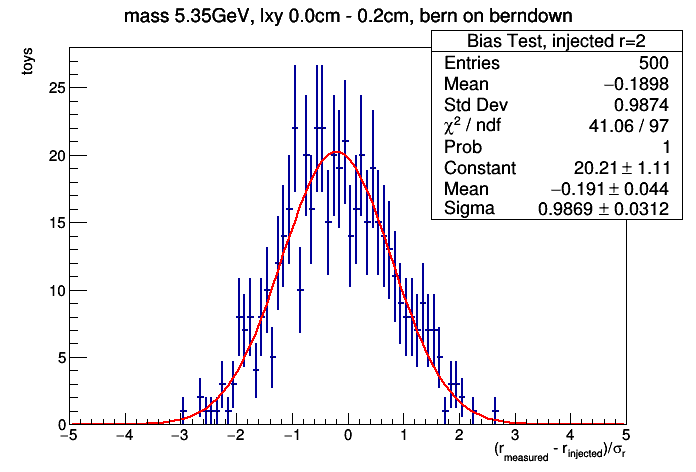 mass 5.35GeV, lxy 0.0cm - 0.2cm, bern on berndown
toys
Bias Test, injected r=2
Entries 500
Mean −0.1898
Std Dev 0.9874
χ² / ndf 41.06 / 97
Prob 1
Constant 20.21 ± 1.11
Mean −0.191 ± 0.044
Sigma 0.9869 ± 0.0312
25
20
15
10
5
0
−5 −4 −3 −2 −1 0 1 2 3 4 5
(r_measured - r_injected)/σ_r